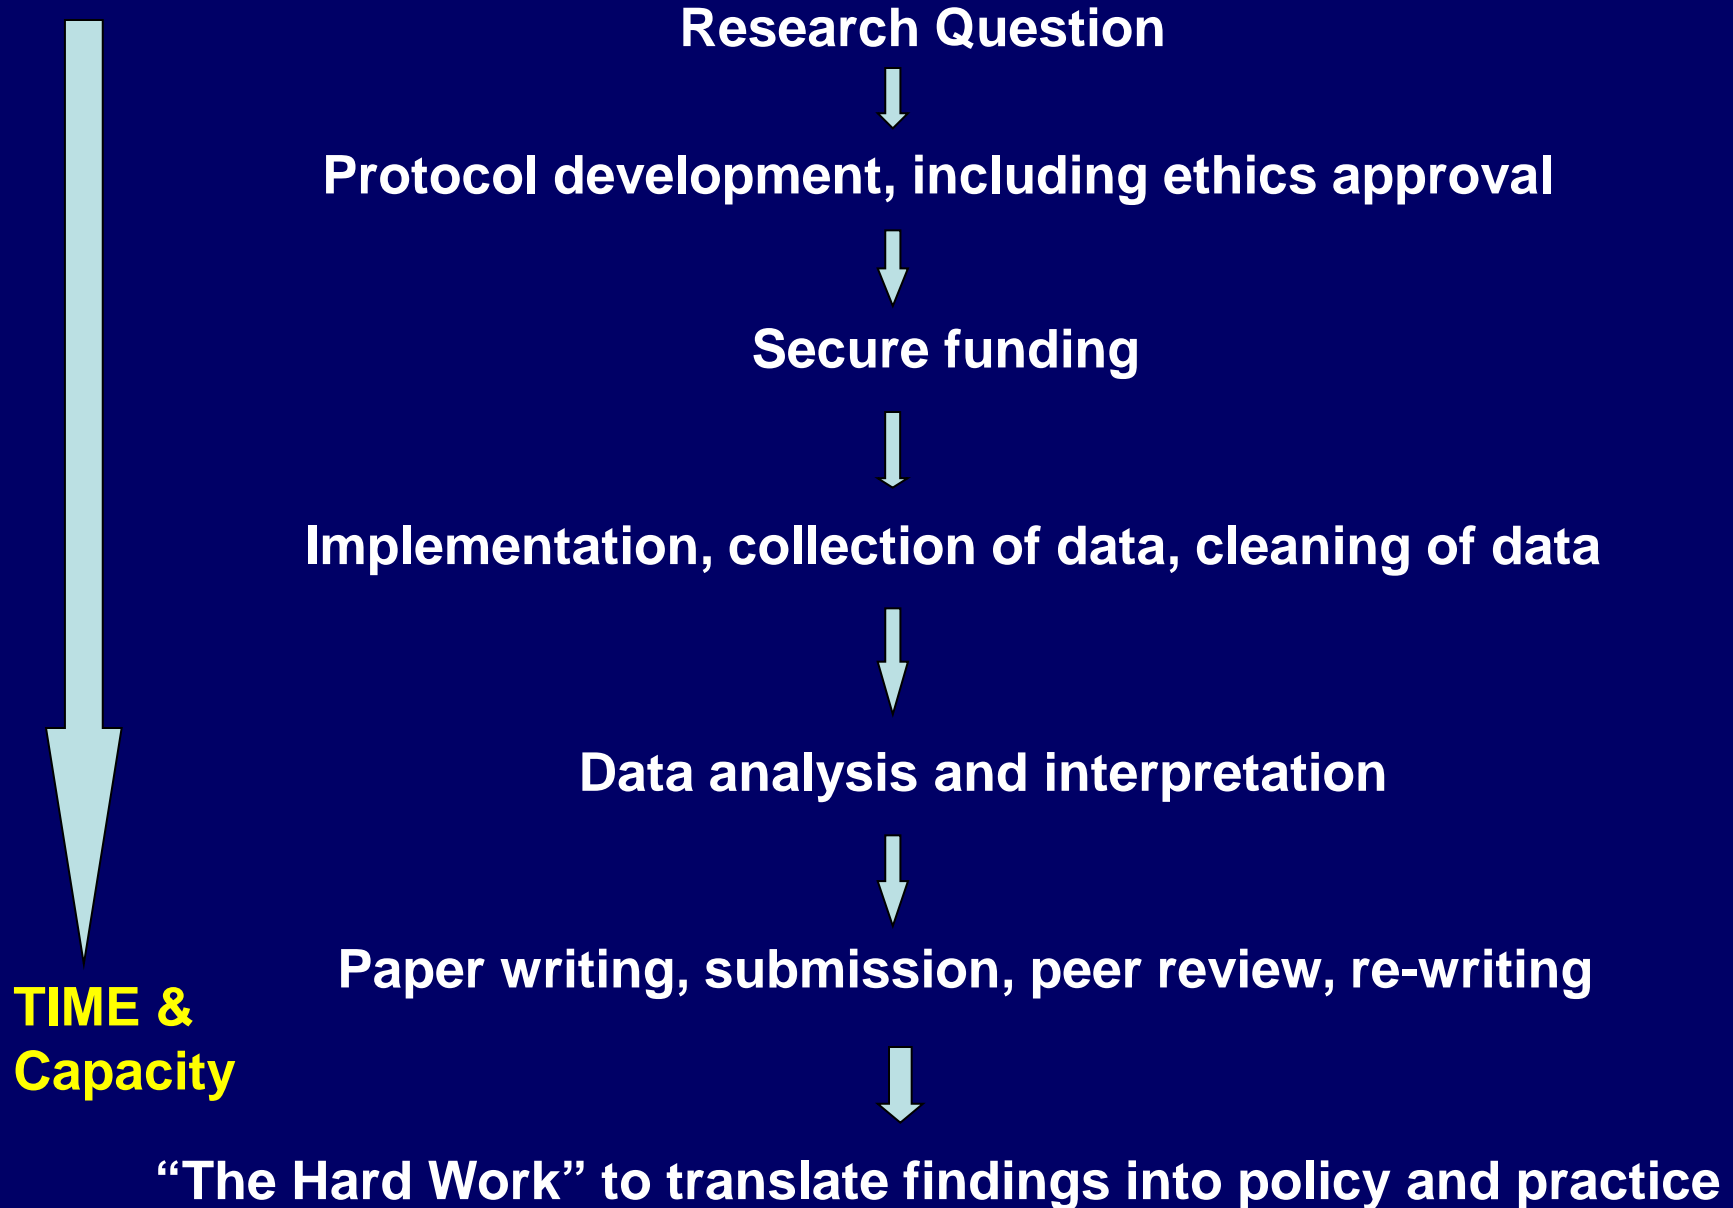 Research Question
Protocol development, including ethics approval
Secure funding
Implementation, collection of data, cleaning of data
Data analysis and interpretation
Paper writing, submission, peer review, re-writing
TIME &
Capacity
“The Hard Work” to translate findings into policy and practice